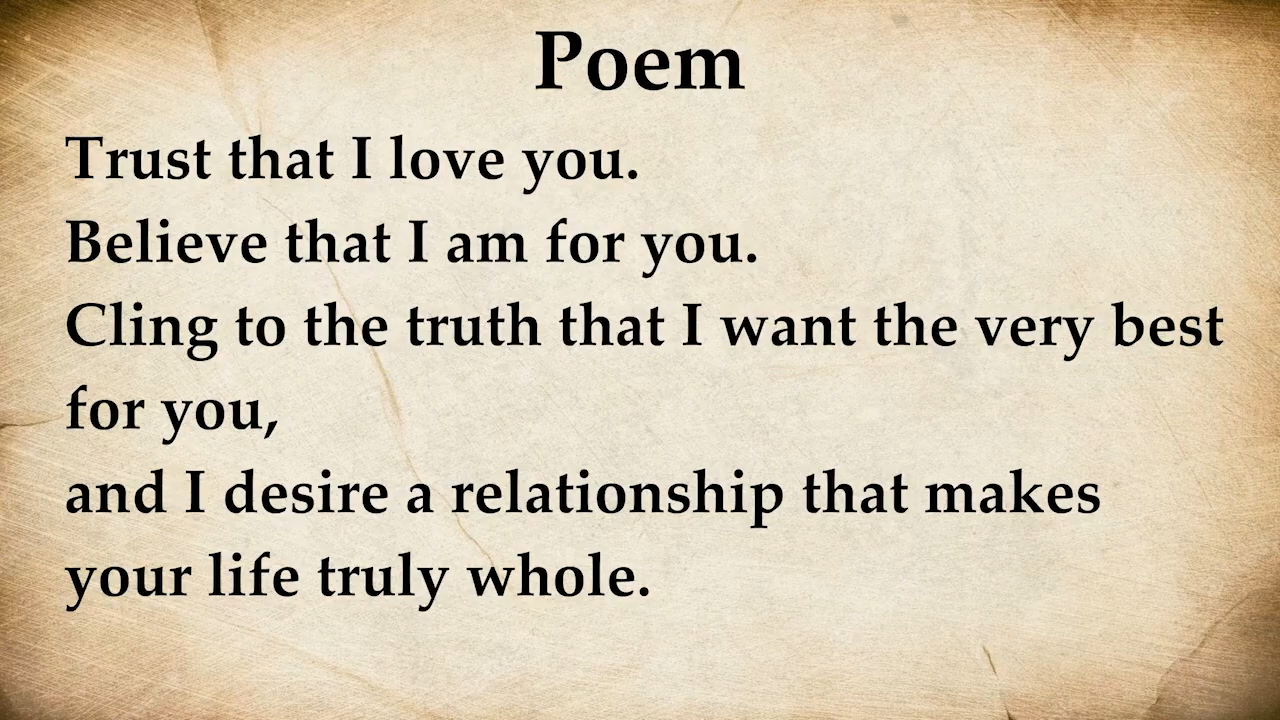 Poem
Trust that I love you.
Believe that I am for you.
Cling to the truth that I want the very best
for you,
and I desire a relationship that makes
your life truly whole.